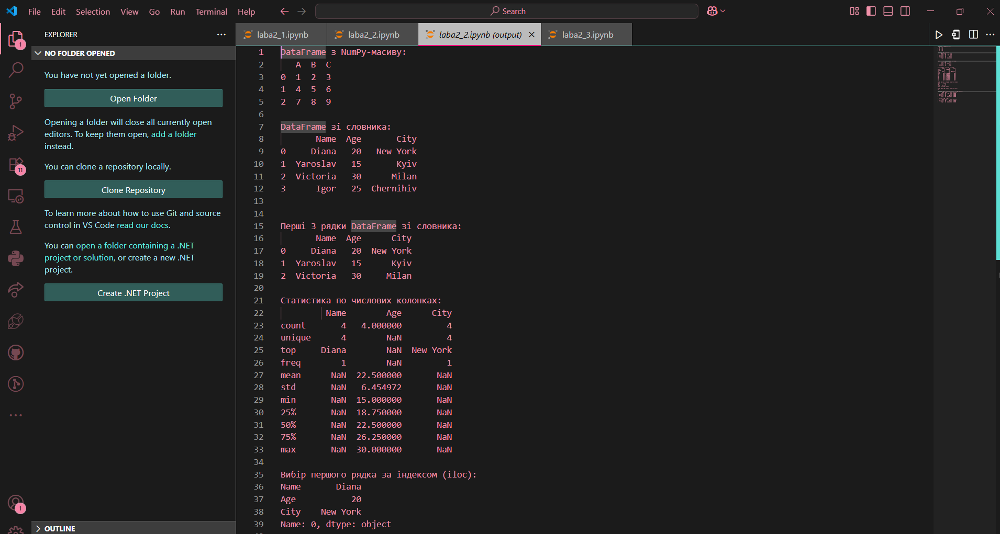 File Edit Selection View Go Run Terminal Help
Search
EXPLORER
1
NO FOLDER OPENED
You have not yet opened a folder.
Open Folder
Opening a folder will close all currently open
editors. To keep them open, add a folder
instead.
You can clone a repository locally.
11
Clone Repository
To learn more about how to use Git and source
control in VS Code read our docs.
You can open a folder containing a .NET
project or solution, or create a new .NET
project.
Create .NET Project
1
OUTLINE
laba2_1.ipynb laba2_2.ipynb laba2_2.ipynb (output) laba2_3.ipynb
1 DataFrame з NumPy-масиву:
2 A B C
3 0 1 2 3
4 1 4 5 6
5 2 7 8 9
6
7 DataFrame зі словника:
8 Name Age City
9 0 Diana 20 New York
10 1 Yaroslav 15 Kyiv
11 2 Victoria 30 Milan
12 3 Igor 25 Chernihiv
13
14
15 Перші 3 рядки DataFrame зі словника:
16 Name Age City
17 0 Diana 20 New York
18 1 Yaroslav 15 Kyiv
19 2 Victoria 30 Milan
20
21 Статистика по числових колонках:
22 Name Age City
23 count 4 4.000000 4
24 unique 4 NaN 4
25 top Diana NaN New York
26 freq 1 NaN 1
27 mean NaN 22.500000 NaN
28 std NaN 6.454972 NaN
29 min NaN 15.000000 NaN
30 25% NaN 18.750000 NaN
31 50% NaN 22.500000 NaN
32 75% NaN 26.250000 NaN
33 max NaN 30.000000 NaN
34
35 Вибір першого рядка за індексом (iloc):
36 Name Diana
37 Age 20
38 City New York
39 Name: 0, dtype: object